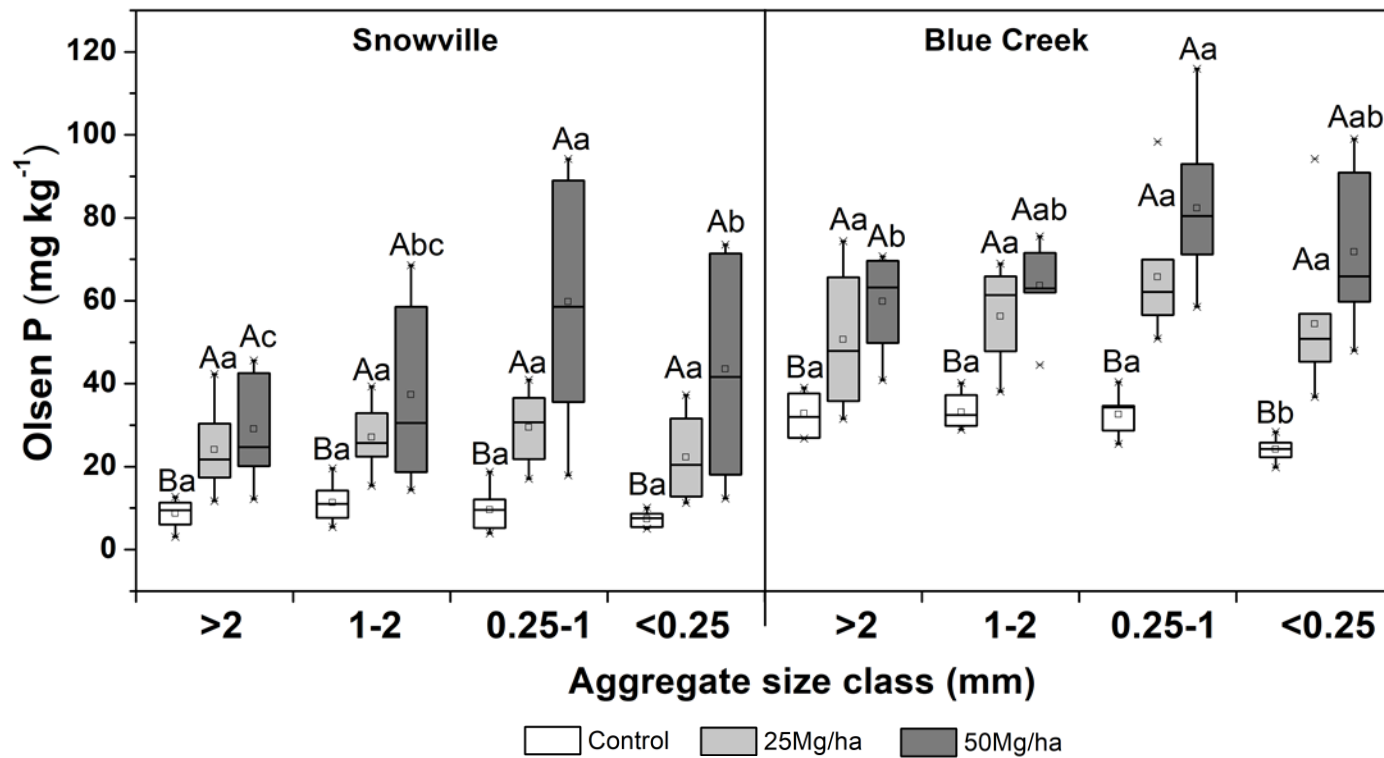 Snowville
Blue Creek
Olsen P (mg kg⁻¹)
120
100
80
60
40
20
0
Ba
Aa
Ac
Ba
Aa
Abc
Ba
Aa
Aa
Ba
Aa
Ab
Ba
Aa
Ab
Ba
Aa
Aab
Ba
Aa
Aa
Bb
Aa
Aab
>2
1-2
0.25-1
<0.25
>2
1-2
0.25-1
<0.25
Aggregate size class (mm)
Control
25Mg/ha
50Mg/ha